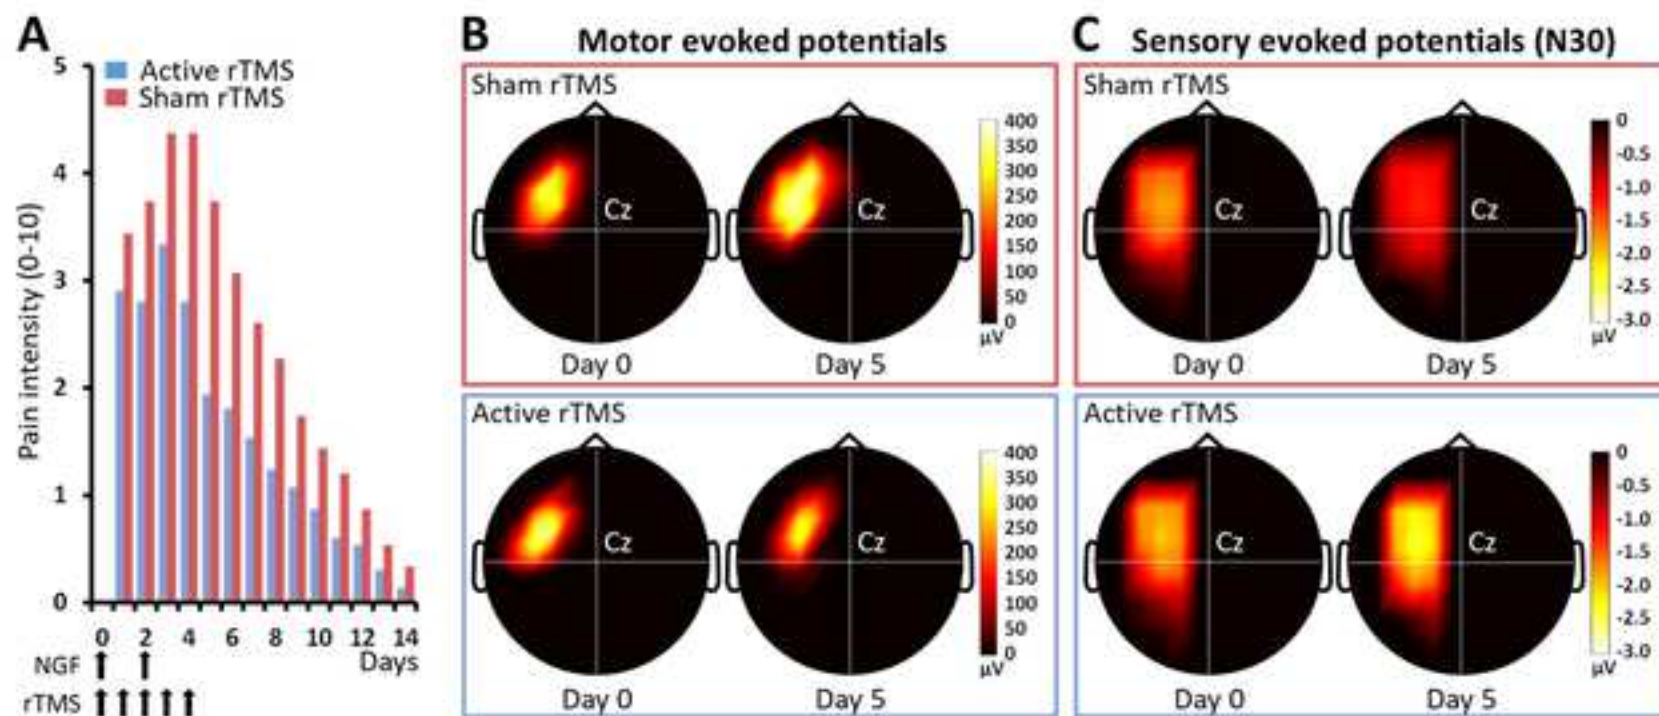 A
5
4
3
2
1
0
Pain intensity (0-10)
Active rTMS
Sham rTMS
0 2 4 6 8 10 12 14
Days
NGF
rTMS
B Motor evoked potentials
Sham rTMS
Cz
Cz
400
350
300
250
200
150
100
50
0
μV
Day 0
Day 5
Active rTMS
Cz
Cz
400
350
300
250
200
150
100
50
0
μV
Day 0
Day 5
C Sensory evoked potentials (N30)
Sham rTMS
Cz
Cz
0
-0.5
-1.0
-1.5
-2.0
-2.5
-3.0
μV
Day 0
Day 5
Active rTMS
Cz
Cz
0
-0.5
-1.0
-1.5
-2.0
-2.5
-3.0
μV
Day 0
Day 5